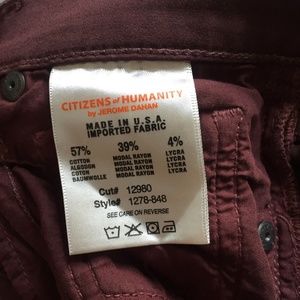 CITIZENS of HUMANITY
by JEROME DAHAN
MADE IN U.S.A.
IMPORTED FABRIC
57% 39% 4%
COTTON MODAL RAYON LYCRA
ALGODON MODAL RAYON LYCRA
COTON MODAL RAYON LYCRA
BAUMWOLLE MODAL RAYON LYCRA
Cut# 12980
Style# 1278-848
SEE CARE ON REVERSE